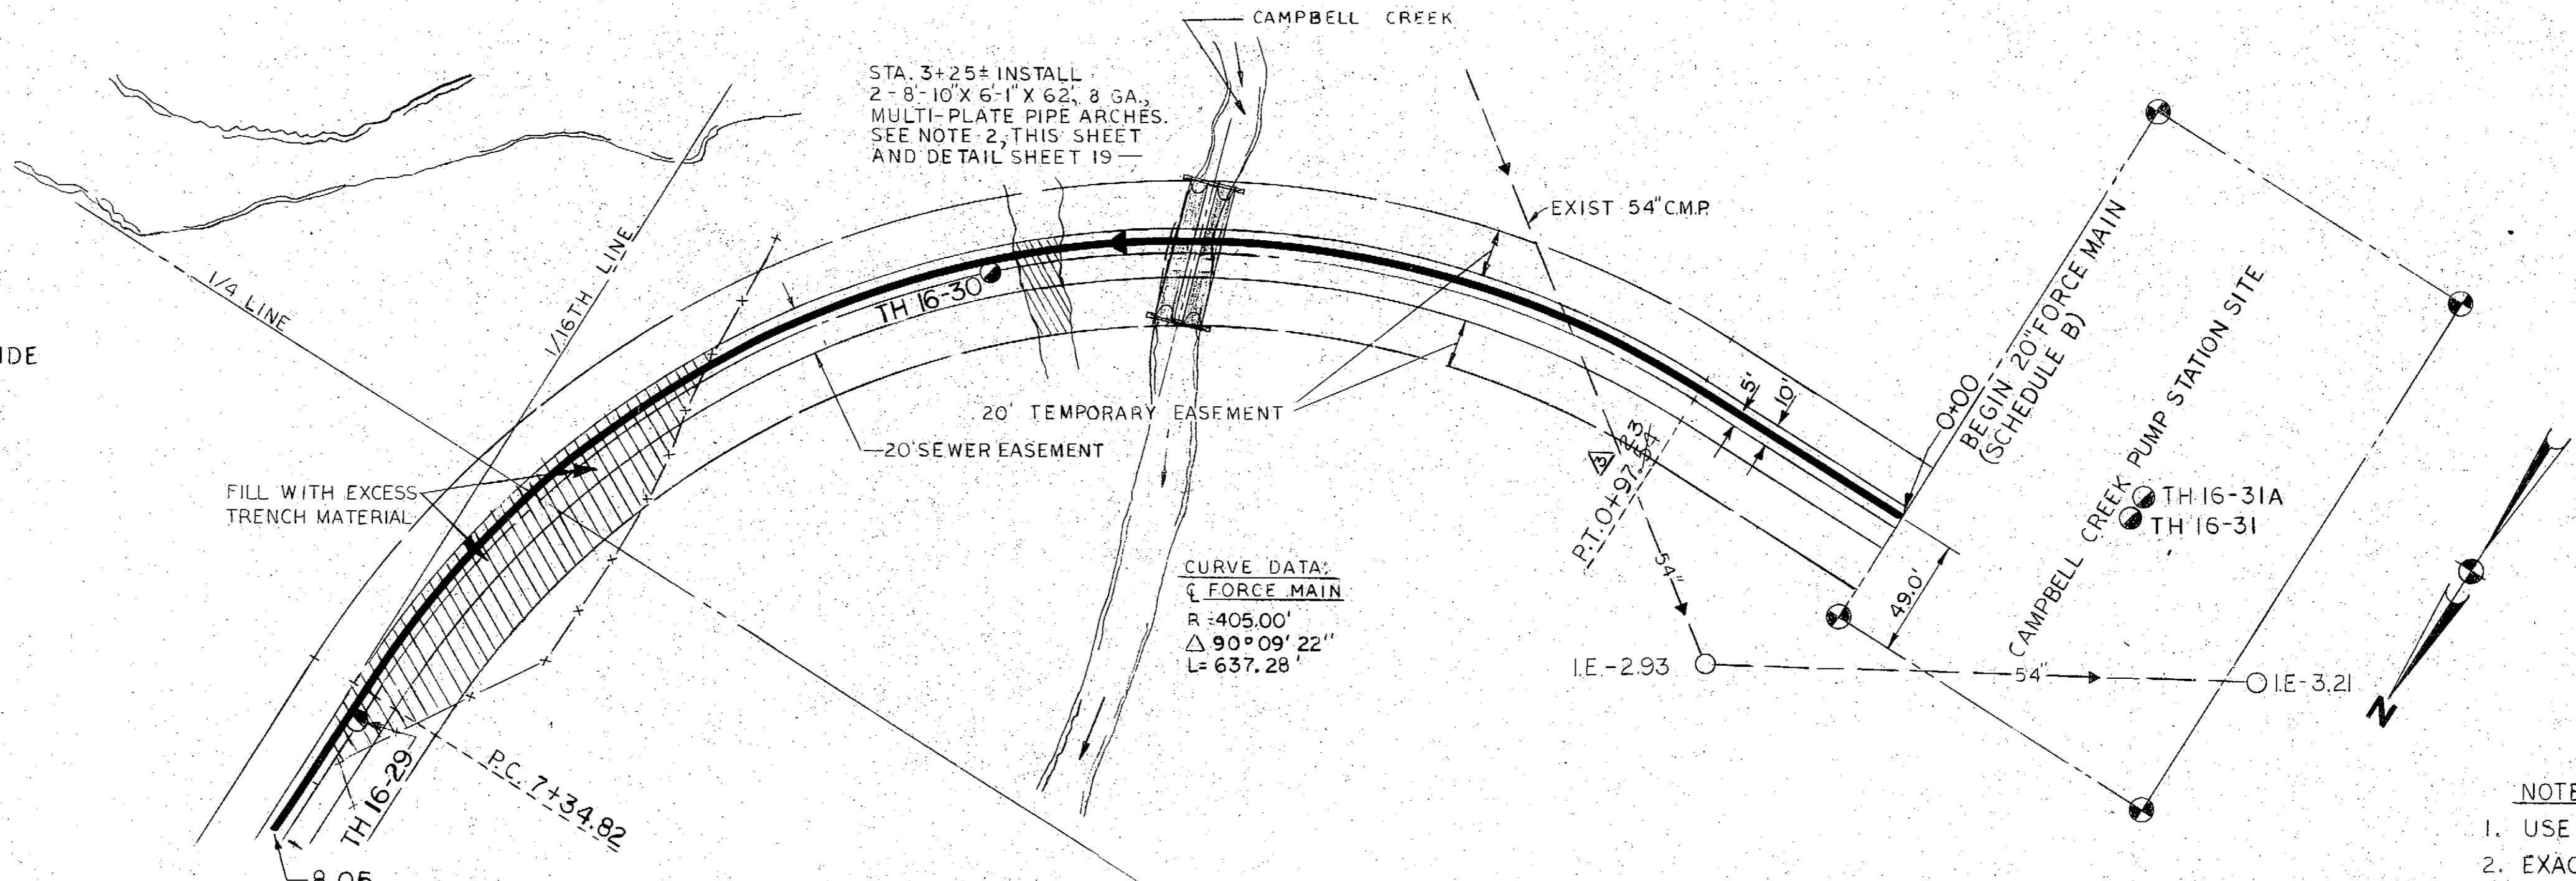 CAMPBELL CREEK
STA. 3+25± INSTALL
2-8'-10"X 6'-1" X 62', 8 GA.,
MULTI-PLATE PIPE ARCHES.
SEE NOTE 2, THIS SHEET
AND DETAIL SHEET 19
EXIST 54" C.M.P.
1/4 LINE
1/16TH LINE
IDE
TH 16-30
BEGIN 20" FORCE MAIN
(SCHEDULE B)
0+00
CAMPBELL CREEK PUMP STATION SITE
5'
10'
20' TEMPORARY EASEMENT
20' SEWER EASEMENT
3
23
P.T. 0+97.
FILL WITH EXCESS
TRENCH MATERIAL
TH 16-31A
TH 16-31
54"
49.0'
CURVE DATA:
℄ FORCE MAIN
R=405.00'
△ 90°09'22"
L=637.28'
I.E.-2.93
54"
I.E-3.21
N
TH 16-29
P.C. 7+34.82
NOTE
1. USE
2. EXAC